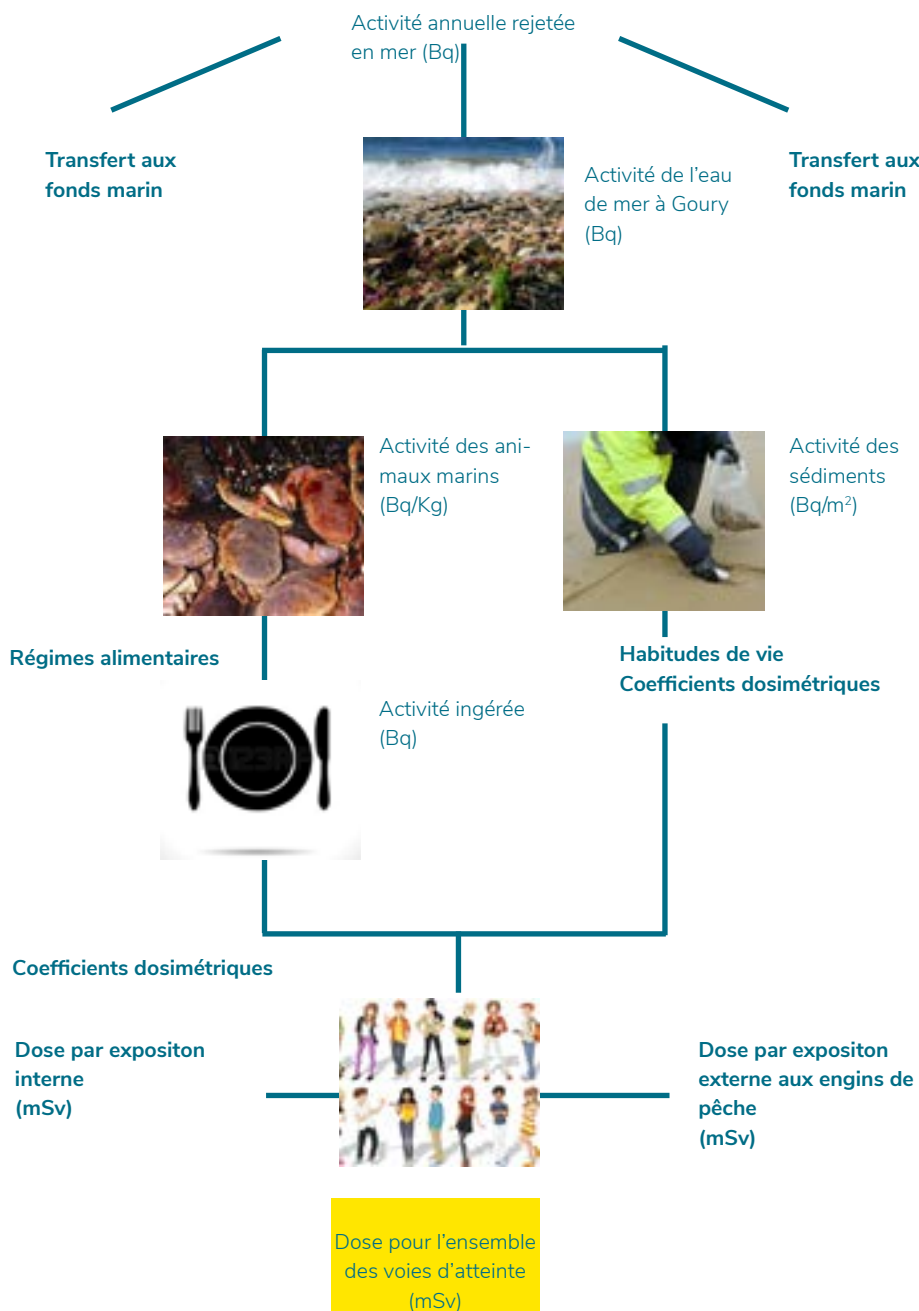 Activité annuelle rejetée
en mer (Bq)
Transfert aux
fonds marin
Transfert aux
fonds marin
Activité de l'eau
de mer à Goury
(Bq)
Activité des ani-
maux marins
(Bq/Kg)
Activité des
sédiments
(Bq/m²)
Régimes alimentaires
Habitudes de vie
Coefficients dosimétriques
Activité ingérée
(Bq)
Coefficients dosimétriques
Dose par expositon
interne
(mSv)
Dose par expositon
externe aux engins de
pêche
(mSv)
Dose pour l'ensemble
des voies d'atteinte
(mSv)